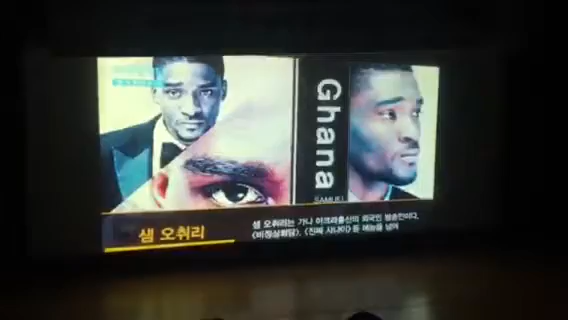 Ghana
SAMUEL
샘 오취리
샘 오취리는 가나 아크라출신의 외국인 방송인이다.
<비정상회담>, <진짜 사나이> 등 예능을 넘어